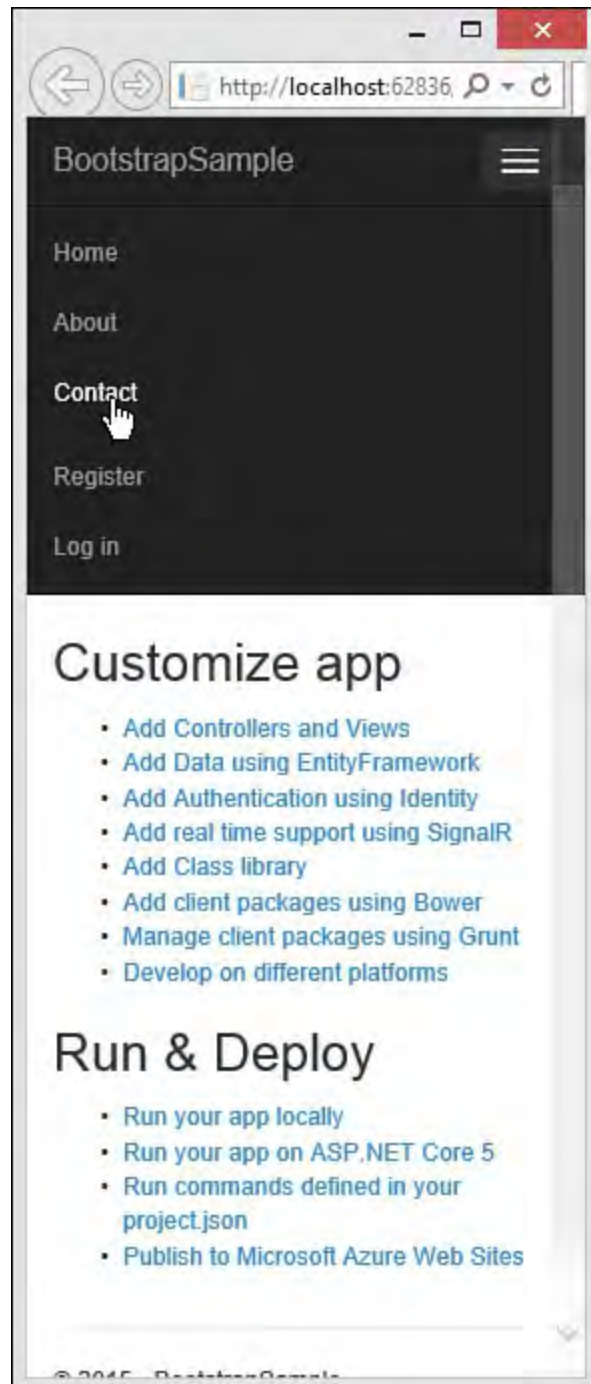 http://localhost:62836,
BootstrapSample
Home
About
Contact
Register
Log in
Customize app
• Add Controllers and Views
• Add Data using EntityFramework
• Add Authentication using Identity
• Add real time support using SignalR
• Add Class library
• Add client packages using Bower
• Manage client packages using Grunt
• Develop on different platforms
Run & Deploy
• Run your app locally
• Run your app on ASP.NET Core 5
• Run commands defined in your
project.json
• Publish to Microsoft Azure Web Sites
© 2015 - BootstrapSample